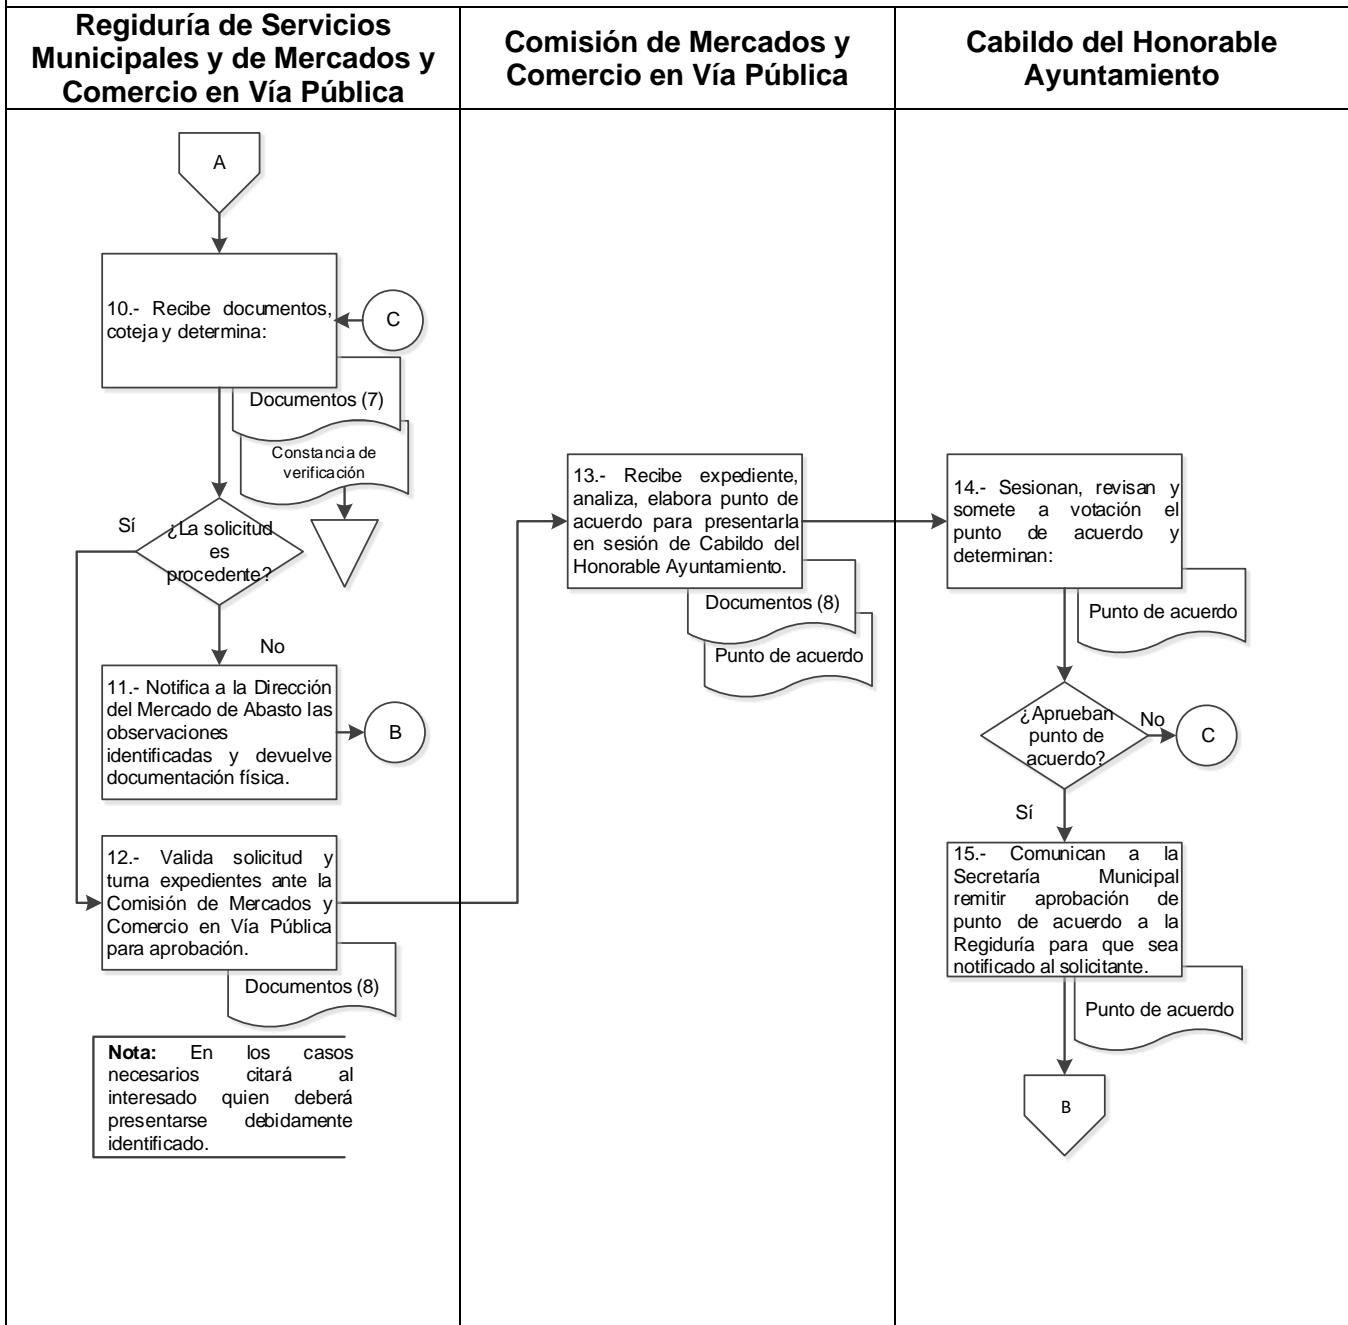 Regiduría de Servicios
Municipales y de Mercados y
Comercio en Vía Pública
Comisión de Mercados y
Comercio en Vía Pública
Cabildo del Honorable
Ayuntamiento
A
10.- Recibe documentos,
coteja y determina:
C
Documentos (7)
Constancia de
verificación
¿La solicitud
es
procedente?
Sí
No
11.- Notifica a la Dirección
del Mercado de Abasto las
observaciones
identificadas y devuelve
documentación física.
B
12.- Valida solicitud y
turna expedientes ante la
Comisión de Mercados y
Comercio en Vía Pública
para aprobación.
Documentos (8)
Nota: En los casos
necesarios citará al
interesado quien deberá
presentarse debidamente
identificado.
13.- Recibe expediente,
analiza, elabora punto de
acuerdo para presentarla
en sesión de Cabildo del
Honorable Ayuntamiento.
Documentos (8)
Punto de acuerdo
14.- Sesionan, revisan y
somete a votación el
punto de acuerdo y
determinan:
Punto de acuerdo
¿Aprueban
punto de
acuerdo?
No
C
Sí
15.- Comunican a la
Secretaría Municipal
remitir aprobación de
punto de acuerdo a la
Regiduría para que sea
notificado al solicitante.
Punto de acuerdo
B